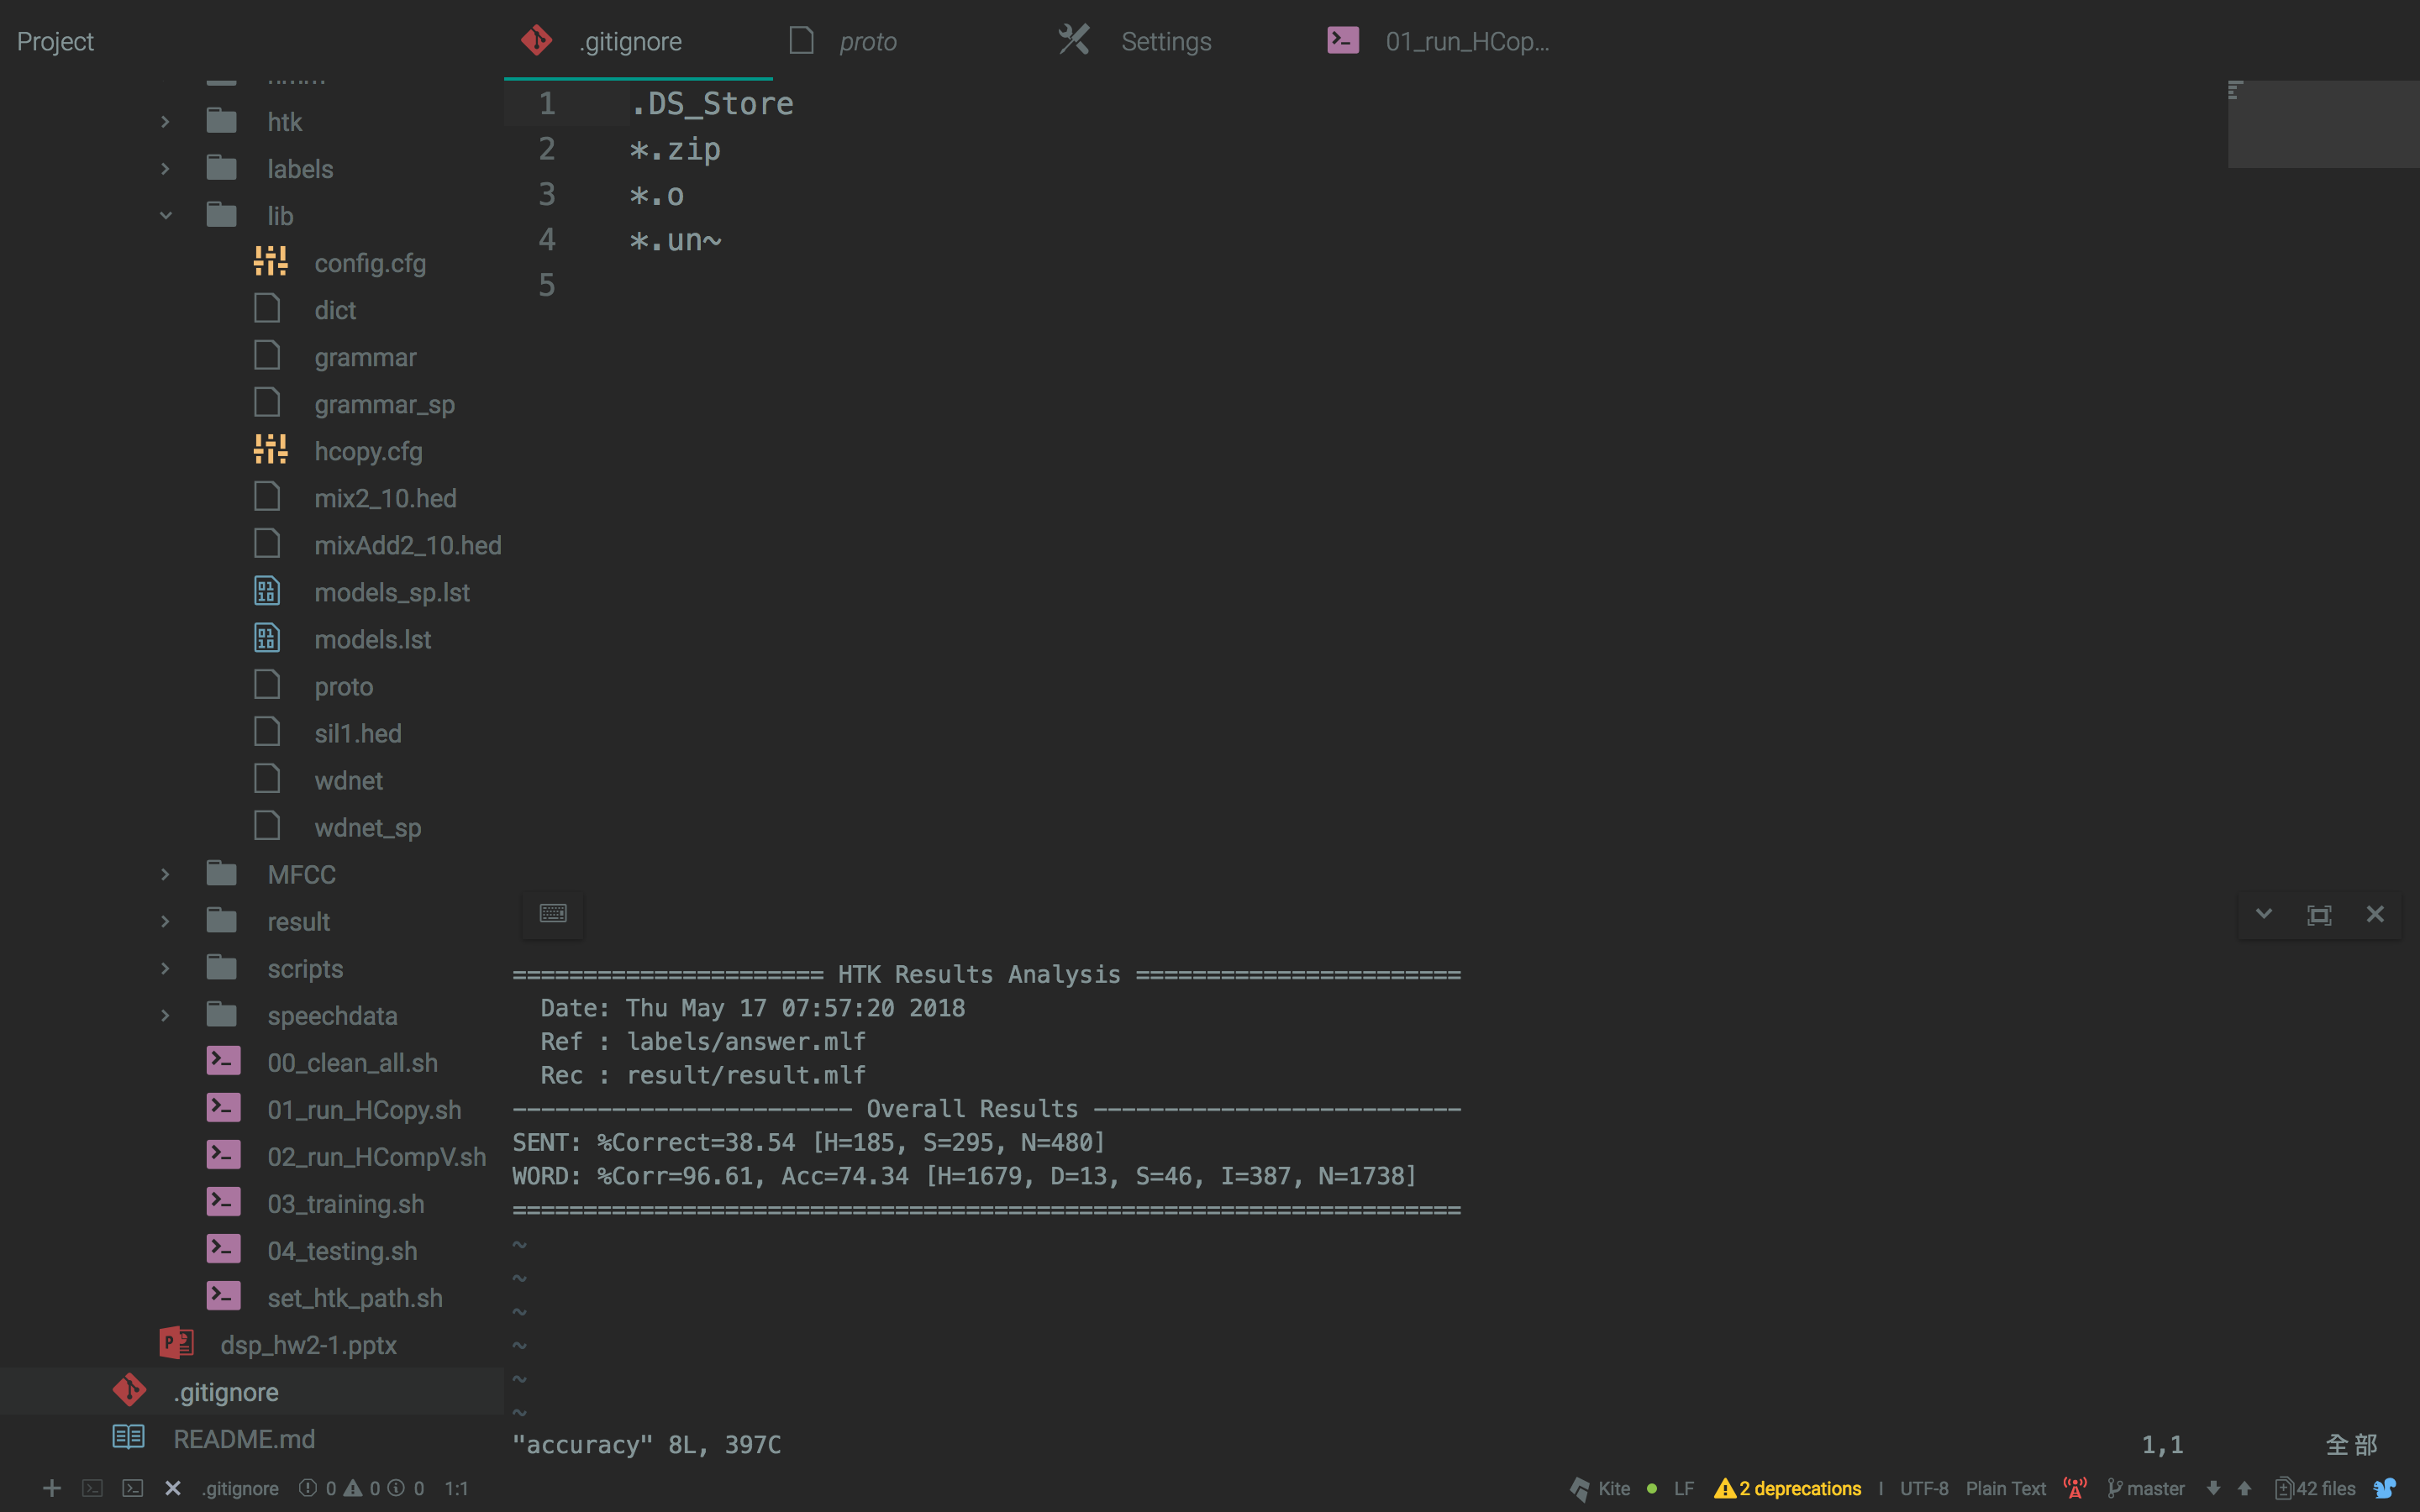 Project
.gitignore
proto
Settings
01_run_HCop...
htk
labels
lib
config.cfg
dict
grammar
grammar_sp
hcopy.cfg
mix2_10.hed
mixAdd2_10.hed
models_sp.lst
models.lst
proto
sil1.hed
wdnet
wdnet_sp
MFCC
result
scripts
speechdata
00_clean_all.sh
01_run_HCopy.sh
02_run_HCompV.sh
03_training.sh
04_testing.sh
set_htk_path.sh
dsp_hw2-1.pptx
.gitignore
README.md
1 .DS_Store
2 *.zip
3 *.o
4 *.un~
5
====================== HTK Results Analysis =======================
Date: Thu May 17 07:57:20 2018
Ref : labels/answer.mlf
Rec : result/result.mlf
------------------------ Overall Results --------------------------
SENT: %Correct=38.54 [H=185, S=295, N=480]
WORD: %Corr=96.61, Acc=74.34 [H=1679, D=13, S=46, I=387, N=1738]
===================================================================
~
~
~
~
~
~
"accuracy" 8L, 397C 1,1 全部
.gitignore 0 0 0 1:1 Kite LF 2 deprecations UTF-8 Plain Text master 42 files